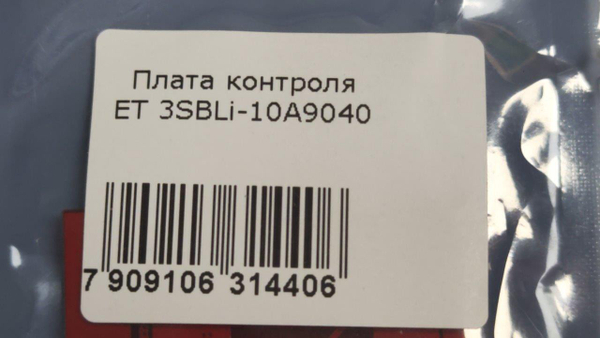 Плата контроля
ET 3SBLi-10A9040
7 909106 314406